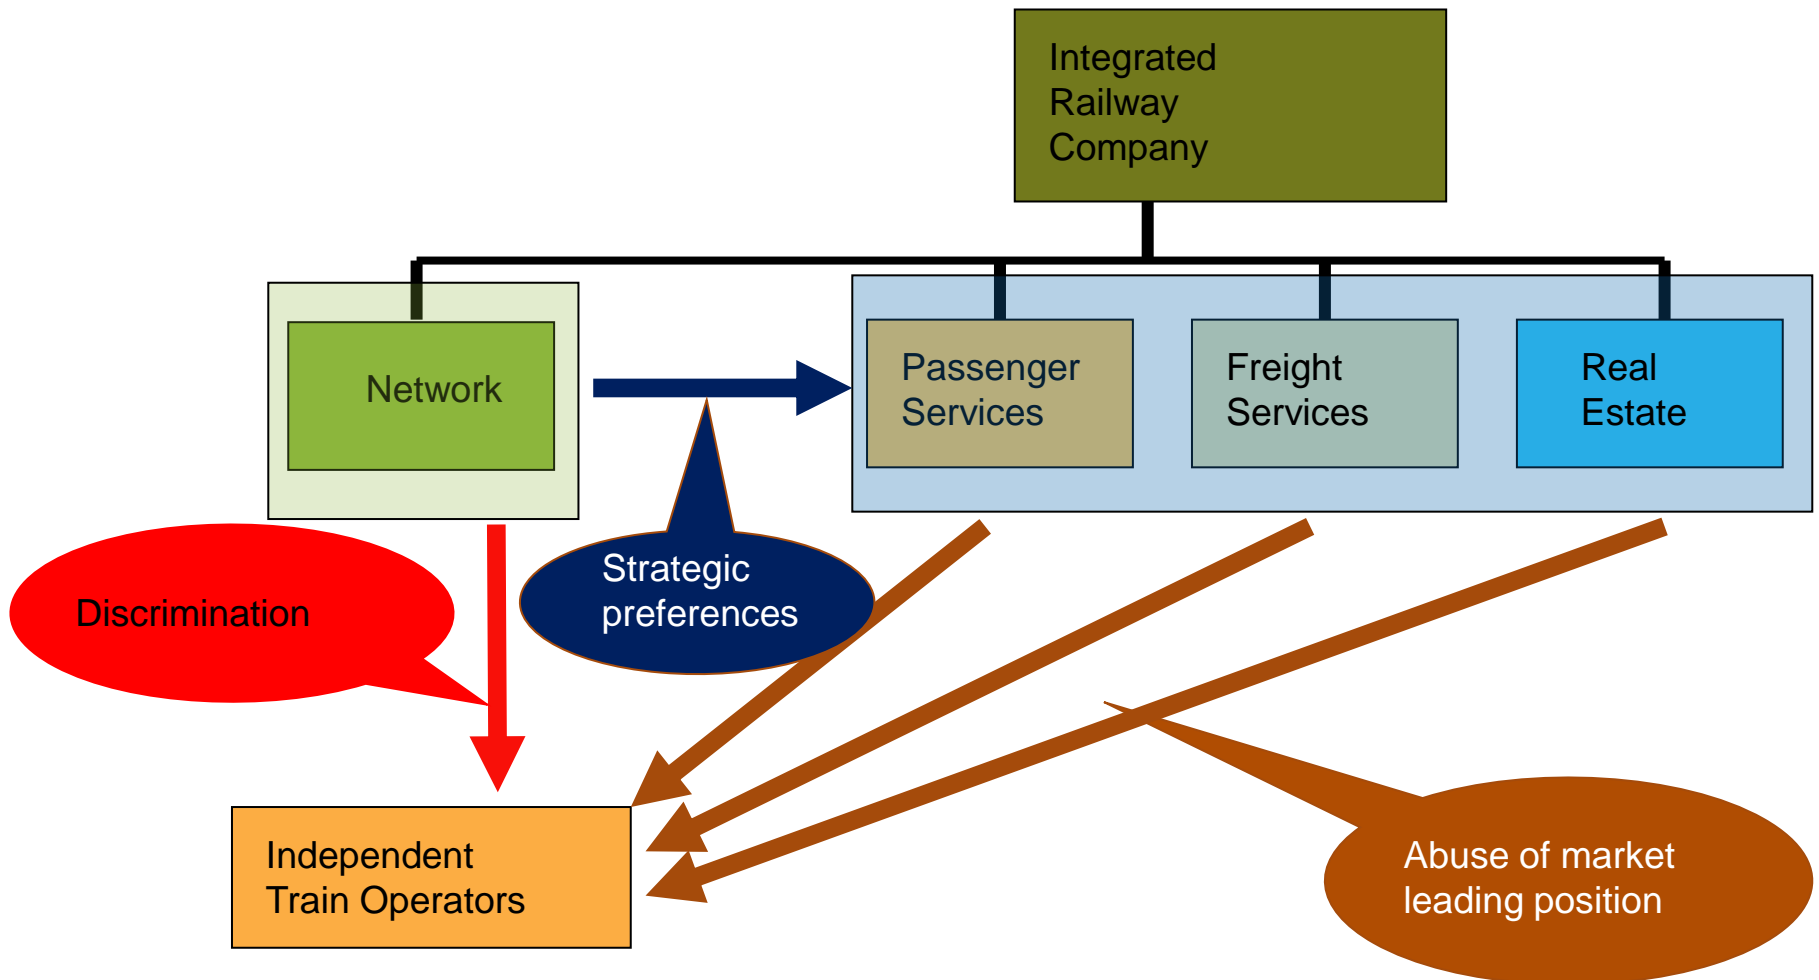 Integrated
Railway
Company
Network
Passenger
Services
Freight
Services
Real
Estate
Strategic
preferences
Discrimination
Independent
Train Operators
Abuse of market
leading position